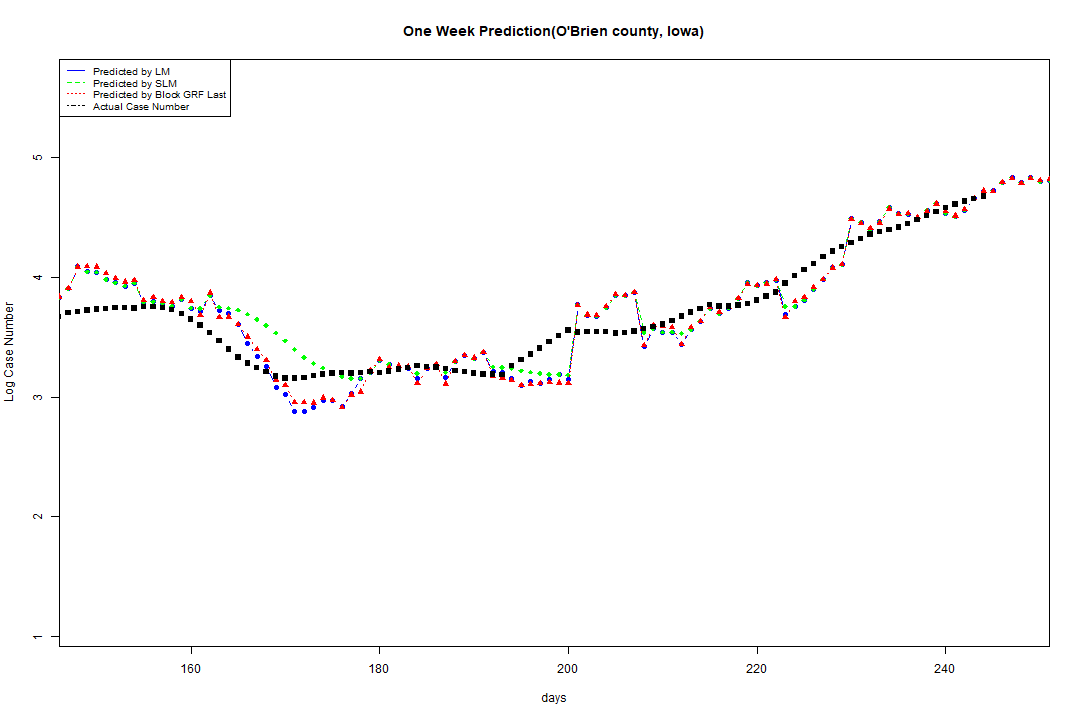 One Week Prediction(O'Brien county, Iowa)
Predicted by LM
Predicted by SLM
Predicted by Block GRF Last
Actual Case Number
Log Case Number
5
4
3
2
1
160 180 200 220 240
days